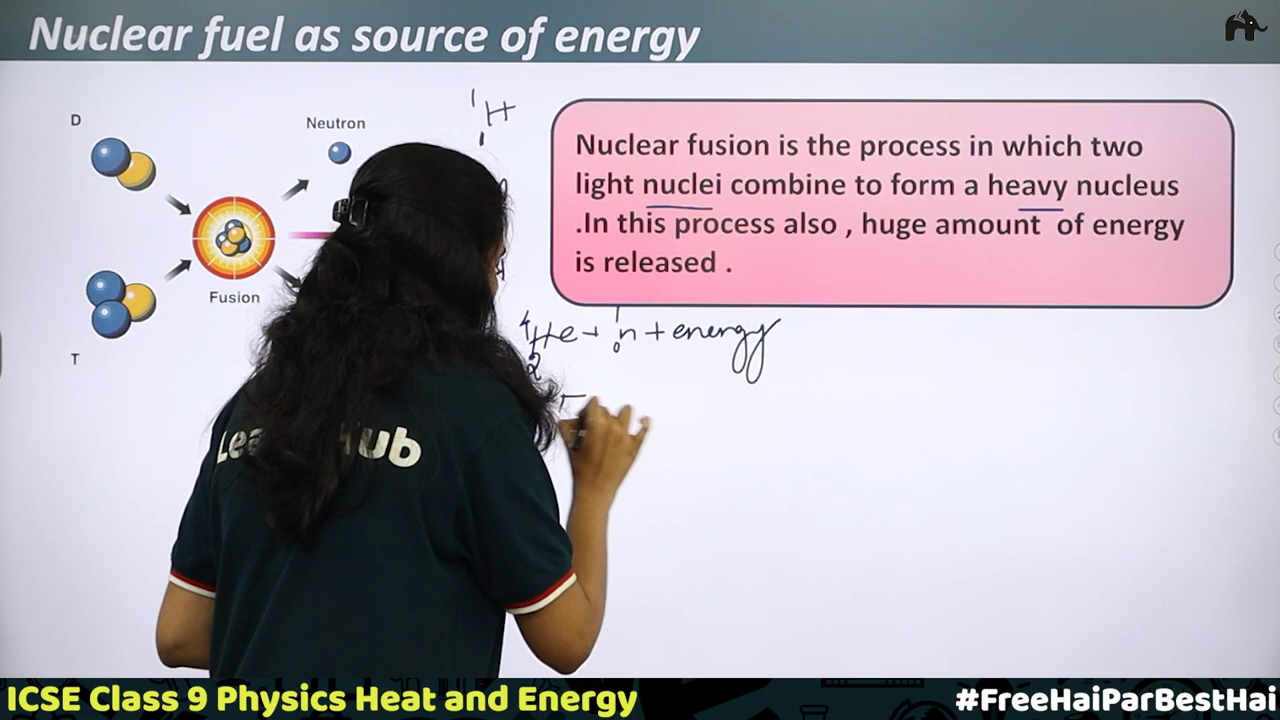 Nuclear fuel as source of energy
D
Neutron
Fusion
T
¹₁H
Nuclear fusion is the process in which two
light nuclei combine to form a heavy nucleus
.In this process also , huge amount of energy
is released .
⁴₂He + ¹₀n + energy
ub
ICSE Class 9 Physics Heat and Energy
#FreeHaiParBestHai